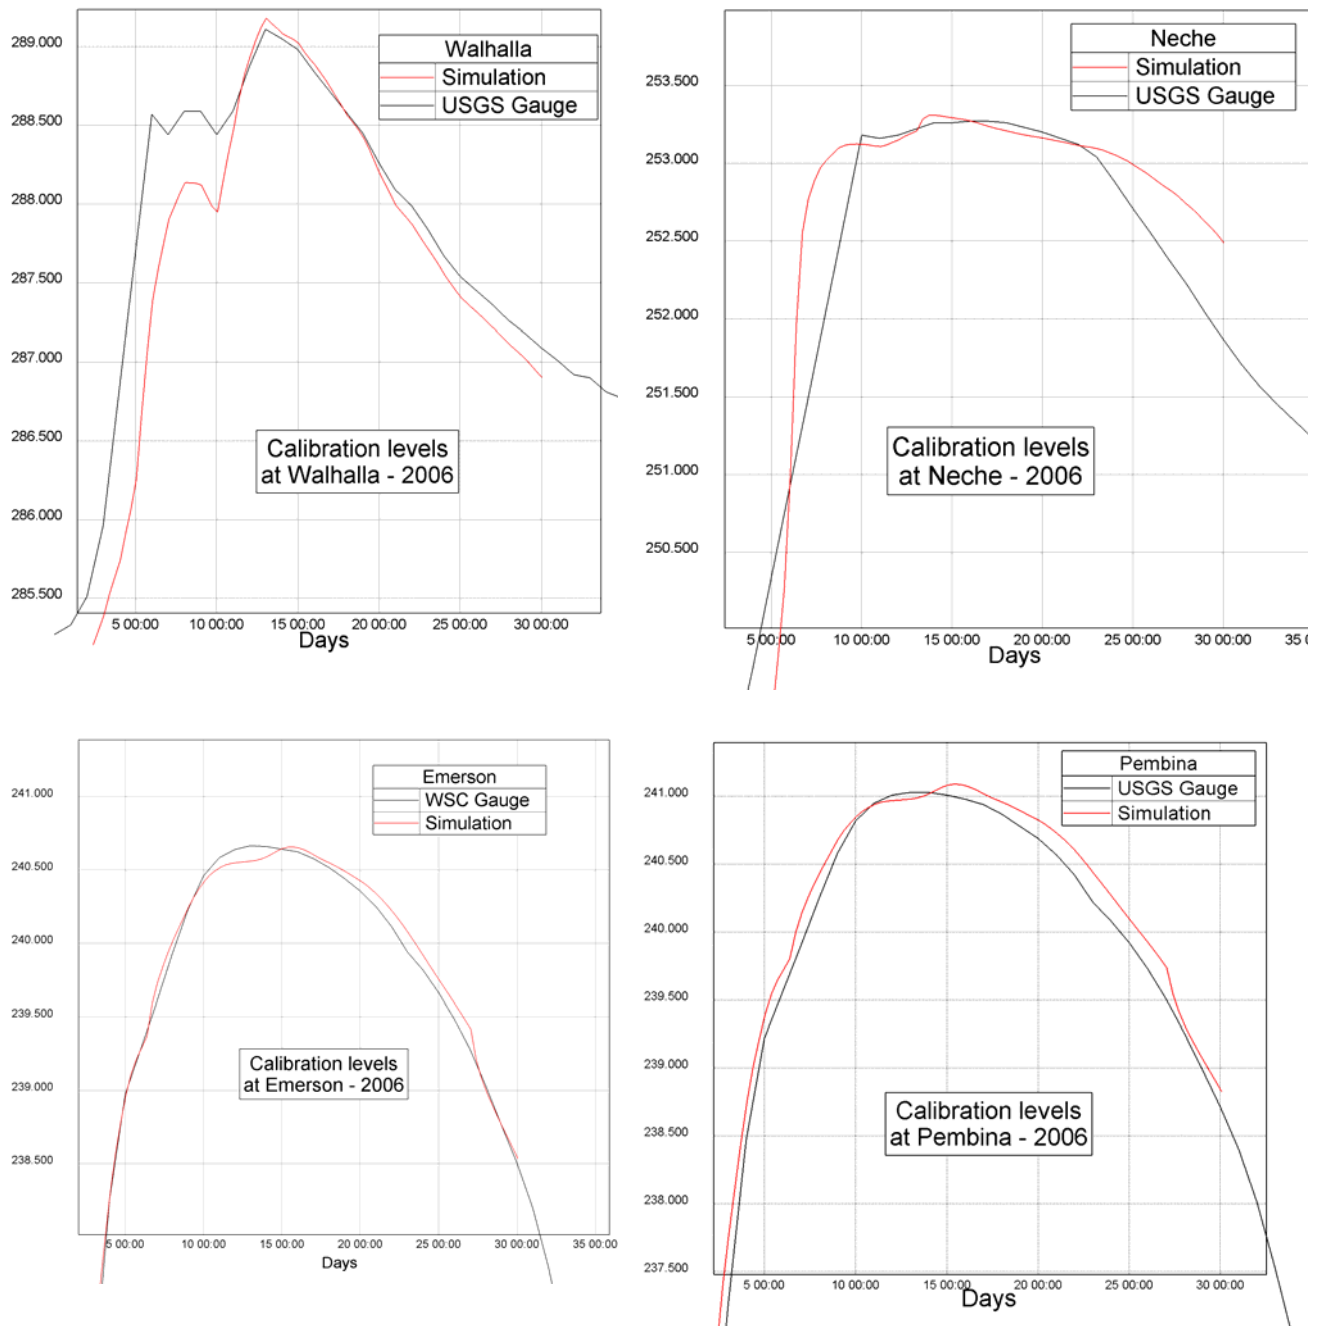 289.000
288.500
288.000
287.500
287.000
286.500
286.000
285.500
Walhalla
Simulation
USGS Gauge
Calibration levels
at Walhalla - 2006
5 00:00 10 00:00 15 00:00 20 00:00 25 00:00 30 00:00
Days
253.500
253.000
252.500
252.000
251.500
251.000
250.500
Neche
Simulation
USGS Gauge
Calibration levels
at Neche - 2006
5 00:00 10 00:00 15 00:00 20 00:00 25 00:00 30 00:00 35 0
Days
241.000
240.500
240.000
239.500
239.000
238.500
Emerson
WSC Gauge
Simulation
Calibration levels
at Emerson - 2006
5 00:00 10 00:00 15 00:00 20 00:00 25 00:00 30 00:00 35 00:00
Days
241.000
240.500
240.000
239.500
239.000
238.500
238.000
237.500
Pembina
USGS Gauge
Simulation
Calibration levels
at Pembina - 2006
5 00:00 10 00:00 15 00:00 20 00:00 25 00:00 30 00:00
Days